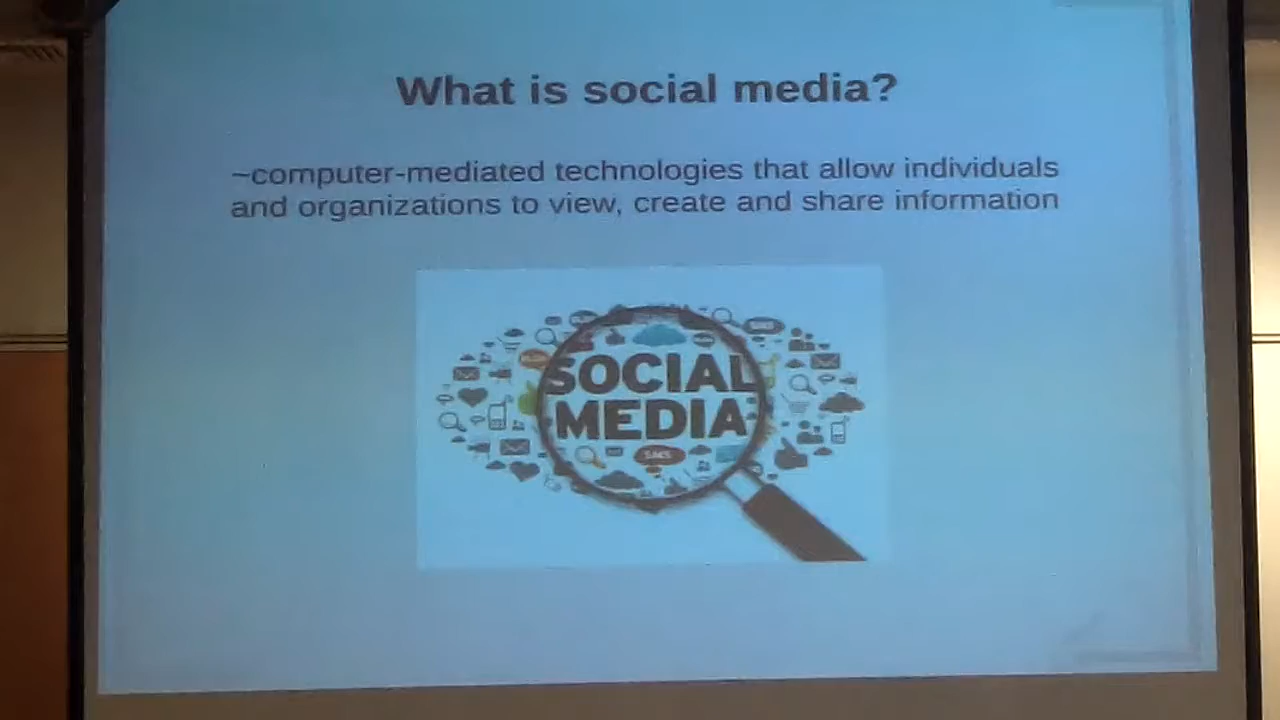 What is social media?
~computer-mediated technologies that allow individuals
and organizations to view, create and share information
SOCIAL
MEDIA